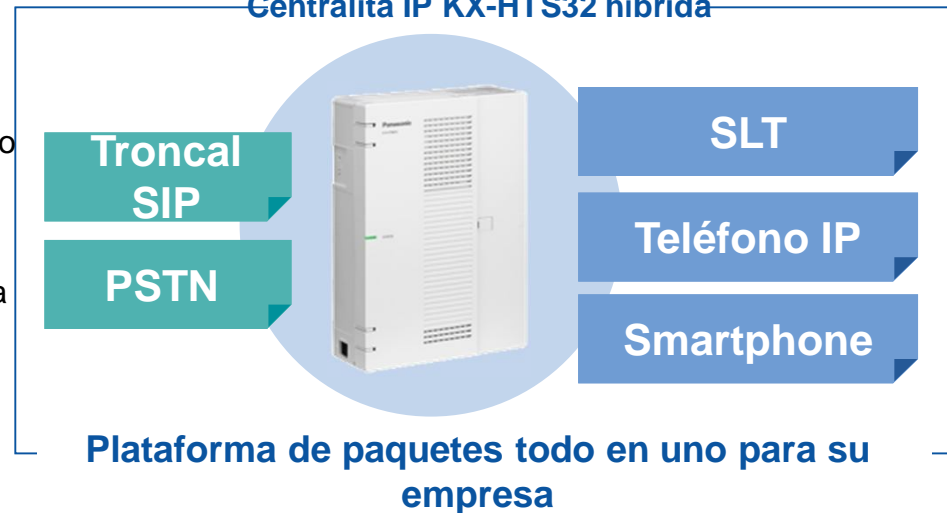 Centralita IP KX-HTS32 híbrida
o
a
Troncal
SIP
PSTN
Panasonic
SLT
Teléfono IP
Smartphone
Plataforma de paquetes todo en uno para su
empresa